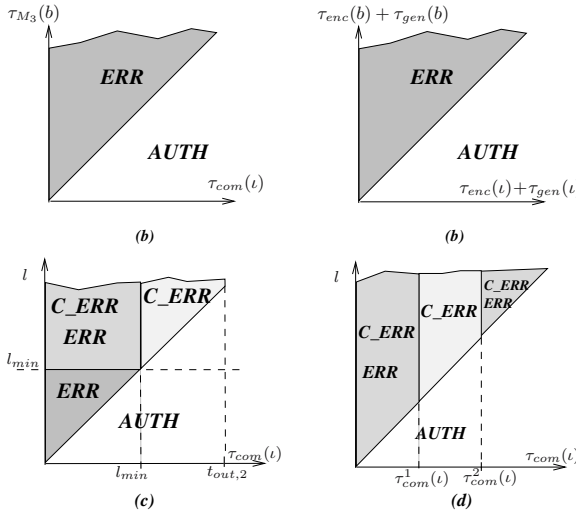 τ_{M_3}(b)
ERR
AUTH
τ_{com}(ι)
(b)
τ_{enc}(b) + τ_{gen}(b)
ERR
AUTH
τ_{enc}(ι)+τ_{gen}(ι
(b)
l
C_ERR
C_ERR
ERR
l_{min}
ERR
AUTH
τ_{com}(ι)
l_{min}
t_{out,2}
(c)
l
C_ERR
ERR
C_ERR
C_ERR
ERR
AUTH
τ_{com}(ι)
τ^1_{com}(ι)
τ^2_{com}(ι)
(d)